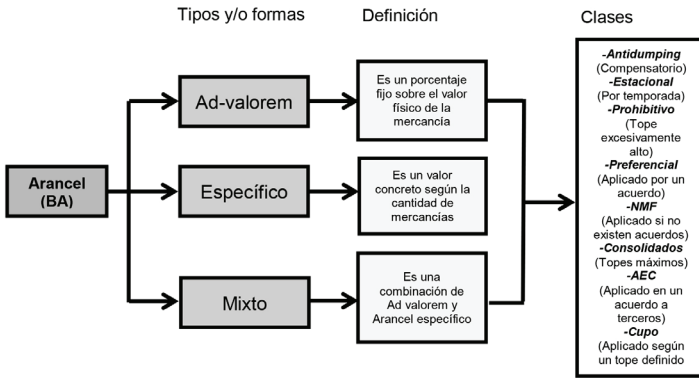 Tipos y/o formas
Definición
Clases
Arancel
(BA)
Ad-valorem
Es un porcentaje
fijo sobre el valor
físico de la
mercancía
Específico
Es un valor
concreto según la
cantidad de
mercancías
Mixto
Es una
combinación de
Ad valorem y
Arancel específico
-Antidumping
(Compensatorio)
-Estacional
(Por temporada)
-Prohibitivo
(Tope
excesivamente
alto)
-Preferencial
(Aplicado por un
acuerdo)
-NMF
(Aplicado si no
existen acuerdos)
-Consolidados
(Topes máximos)
-AEC
(Aplicado en un
acuerdo a
terceros)
-Cupo
(Aplicado según
un tope definido